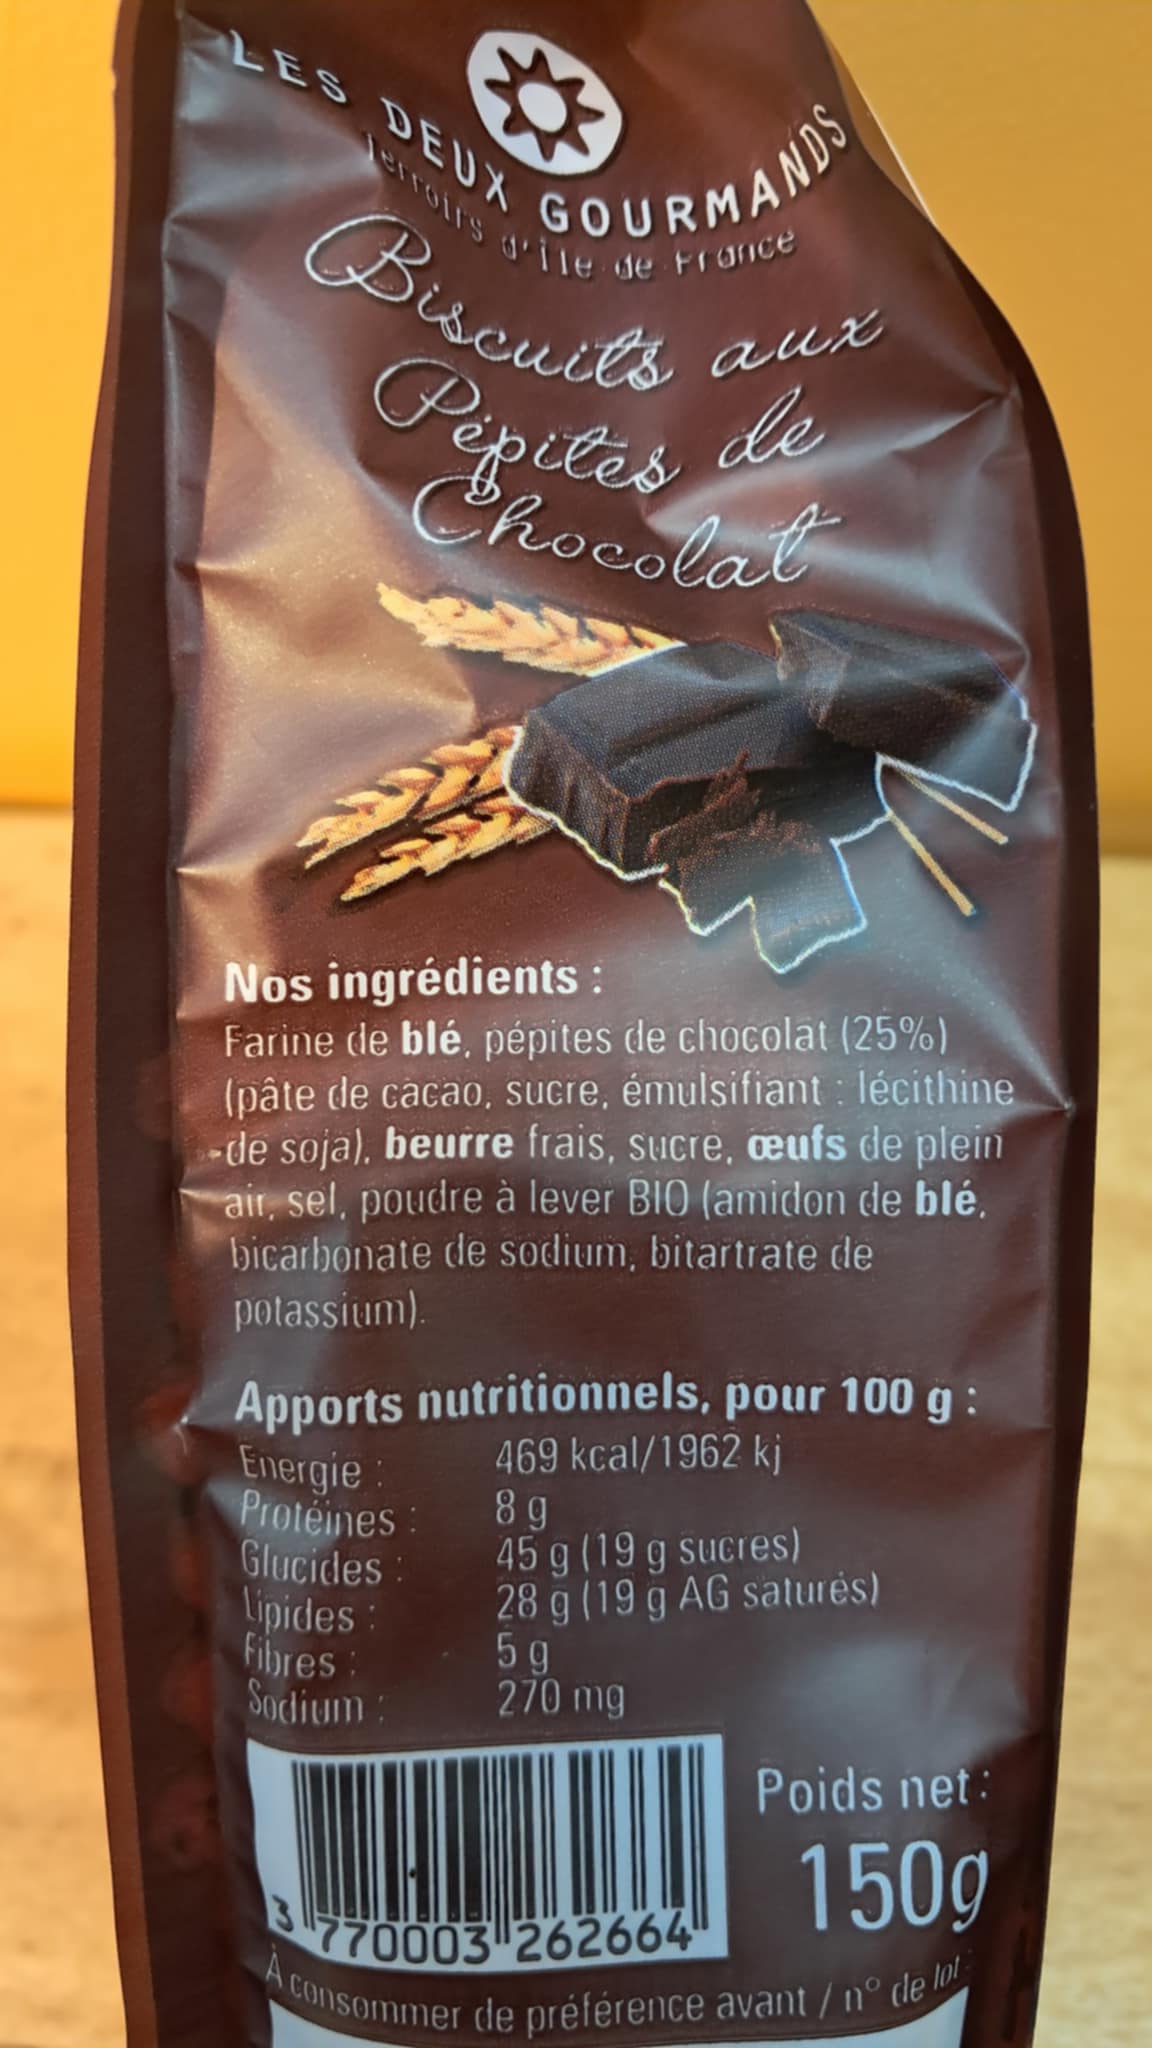 LES DEUX GOURMANDS
Terroirs d'Île de France
Biscuits aux
Pépites de
Chocolat
Nos ingrédients :
Farine de blé, pépites de chocolat (25%)
(pâte de cacao, sucre, émulsifiant : lécithine
de soja), beurre frais, sucre, œufs de plein
air, sel, poudre à lever BIO (amidon de blé,
bicarbonate de sodium, bitartrate de
potassium).
Apports nutritionnels, pour 100 g :
Energie : 469 kcal/1962 kj
Protéines : 8 g
Glucides : 45 g (19 g sucres)
Lipides : 28 g (19 g AG saturés)
Fibres : 5 g
Sodium : 270 mg
Poids net :
150g
3 770003 262664
À consommer de préférence avant / n° de lot :